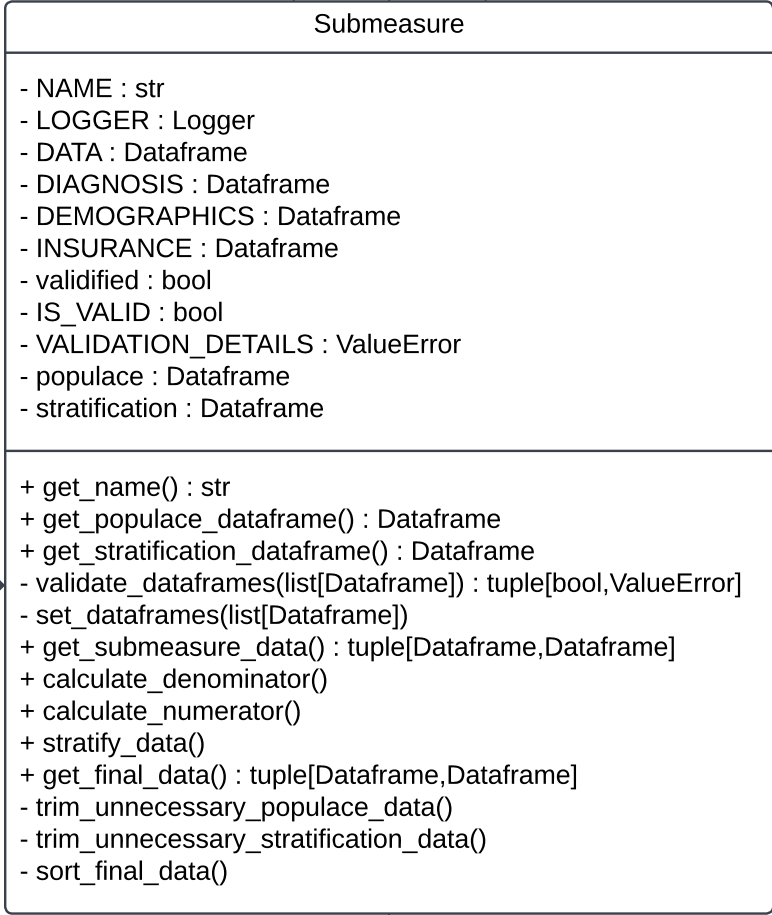 Submeasure
- NAME : str
- LOGGER : Logger
- DATA : Dataframe
- DIAGNOSIS : Dataframe
- DEMOGRAPHICS : Dataframe
- INSURANCE : Dataframe
- validified : bool
- IS_VALID : bool
- VALIDATION_DETAILS : ValueError
- populace : Dataframe
- stratification : Dataframe
+ get_name() : str
+ get_populace_dataframe() : Dataframe
+ get_stratification_dataframe() : Dataframe
- validate_dataframes(list[Dataframe]) : tuple[bool,ValueError]
- set_dataframes(list[Dataframe])
+ get_submeasure_data() : tuple[Dataframe,Dataframe]
+ calculate_denominator()
+ calculate_numerator()
+ stratify_data()
+ get_final_data() : tuple[Dataframe,Dataframe]
- trim_unnecessary_populace_data()
- trim_unnecessary_stratification_data()
- sort_final_data()